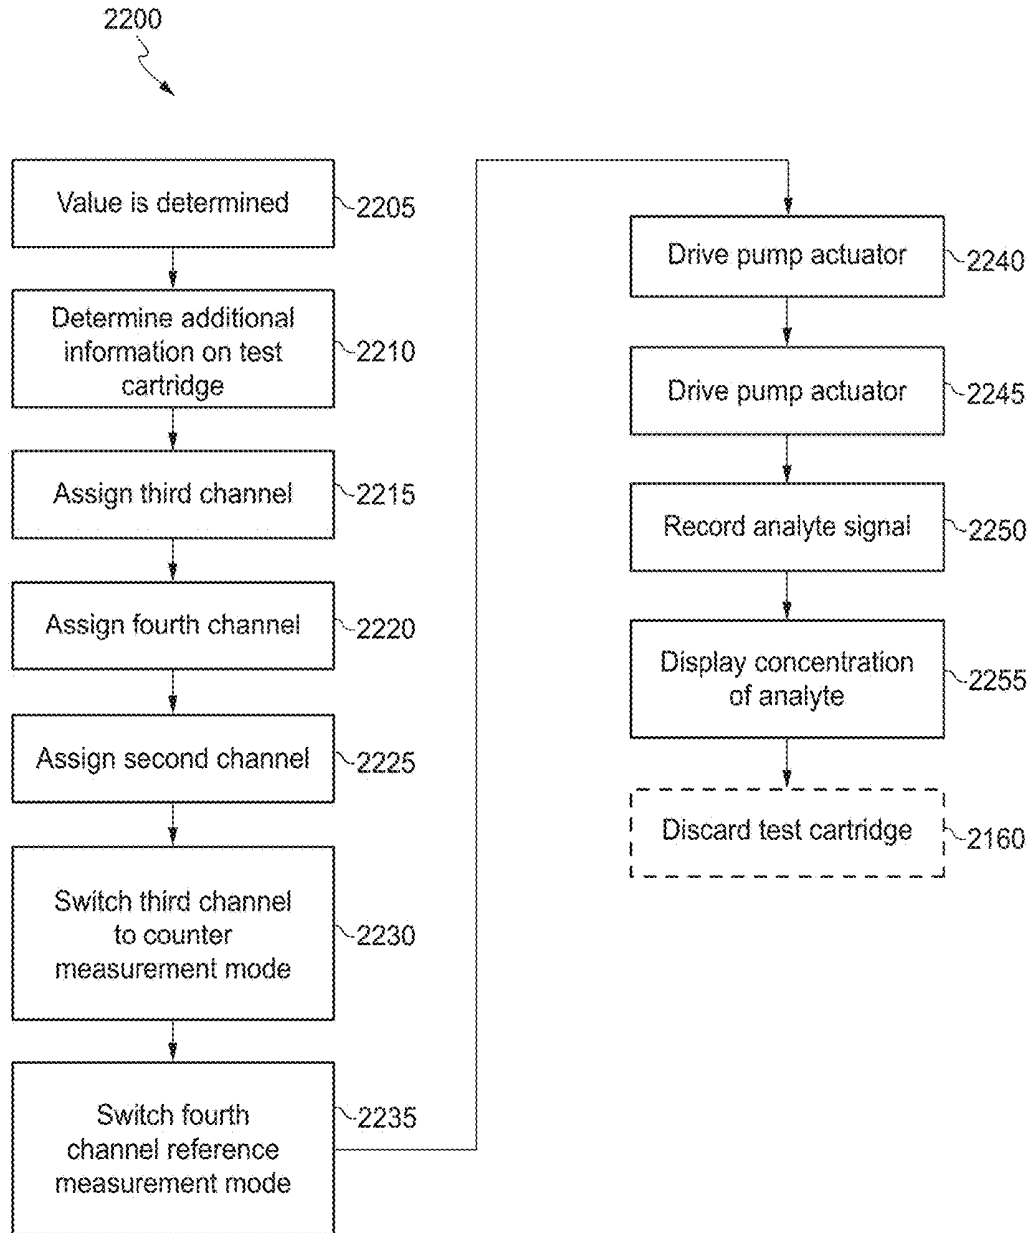 2200
Value is determined
2205
Determine additional
information on test
cartridge
2210
Assign third channel
2215
Assign fourth channel
2220
Assign second channel
2225
Switch third channel
to counter
measurement mode
2230
Switch fourth
channel reference
measurement mode
2235
Drive pump actuator
2240
Drive pump actuator
2245
Record analyte signal
2250
Display concentration
of analyte
2255
Discard test cartridge
2160